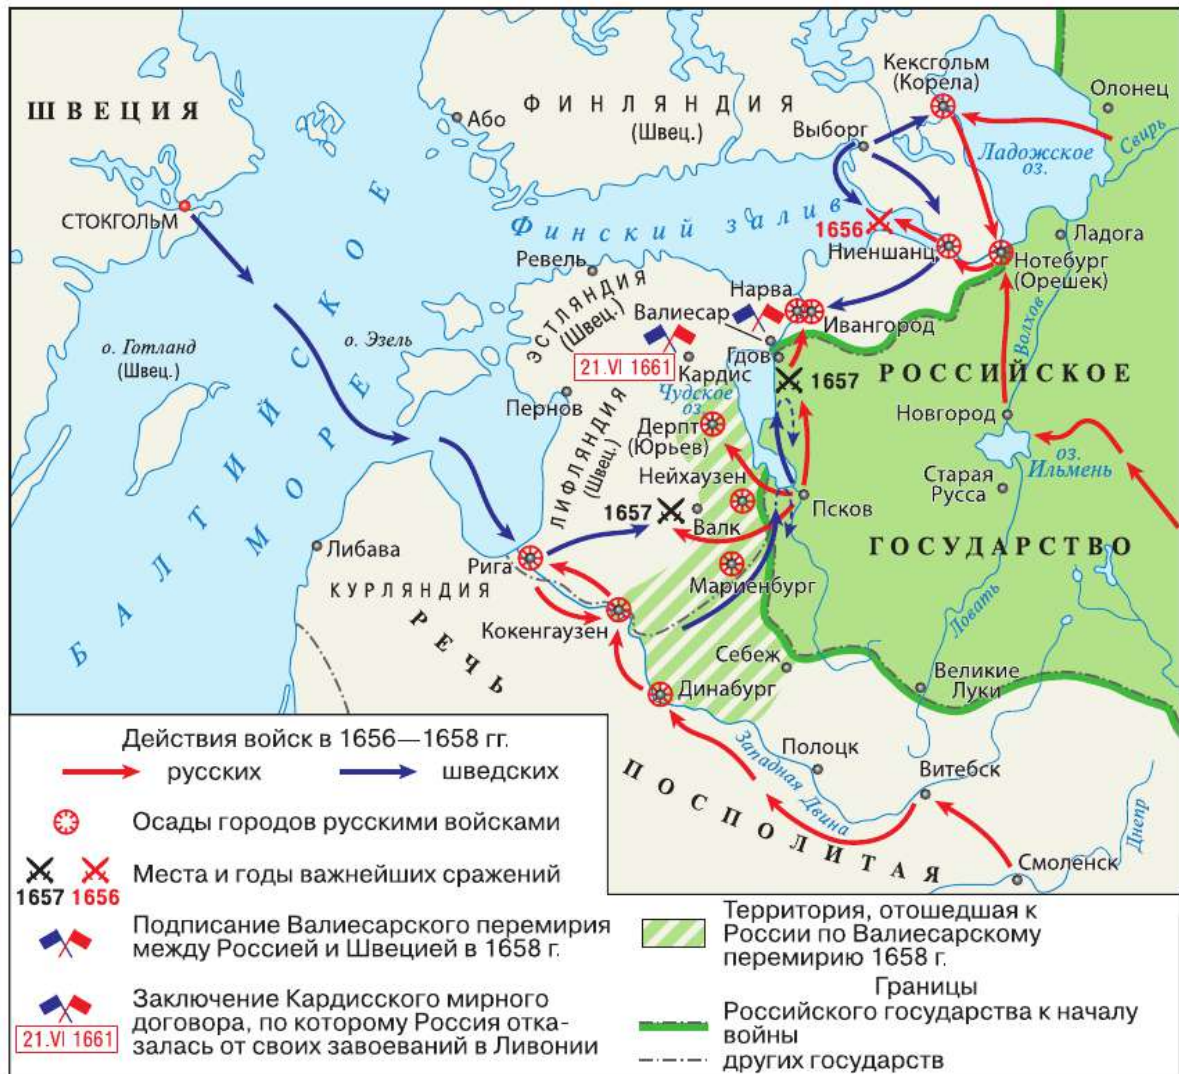 ШВЕЦИЯ
ФИНЛЯНДИЯ
(Швец.)
Або
Кексгольм
(Корела)
Олонец
Выборг
Свирь
Ладожское
оз.
СТОКГОЛЬМ
БАЛТИЙСКОЕ
МОРЕ
Финский залив
1656
Ниеншанц
Ладога
Нотебург
(Орешек)
Ревель
Нарва
Валиесар
Ивангород
Волхов
ЭСТЛЯНДИЯ
(Швец.)
о. Готланд
(Швец.)
о. Эзель
21.VI 1661
Кардис
Гдов
1657
РОССИЙСКОЕ
Чудское
оз.
Пернов
Новгород
Дерпт
(Юрьев)
оз.
Ильмень
ЛИФЛЯНДИЯ
(Швец.)
Нейхаузен
Старая
Русса
1657
Валк
Псков
Либава
Рига
ГОСУДАРСТВО
КУРЛЯНДИЯ
Мариенбург
Ловать
РЕЧЬ
Кокенгаузен
Себеж
Великие
Луки
Динабург
Полоцк
Западная Двина
Витебск
ПОСПОЛИТАЯ
Днепр
Смоленск
Действия войск в 1656—1658 гг.
русских
шведских
Осады городов русскими войсками
Места и годы важнейших сражений
1657 1656
Подписание Валиесарского перемирия
между Россией и Швецией в 1658 г.
Заключение Кардисского мирного
договора, по которому Россия отка-
залась от своих завоеваний в Ливонии
21.VI 1661
Территория, отошедшая к
России по Валиесарскому
перемирию 1658 г.
Границы
Российского государства к началу
войны
других государств